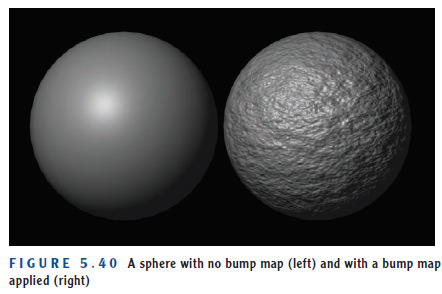 FIGURE 5.40 A sphere with no bump map (left) and with a bump map
applied (right)